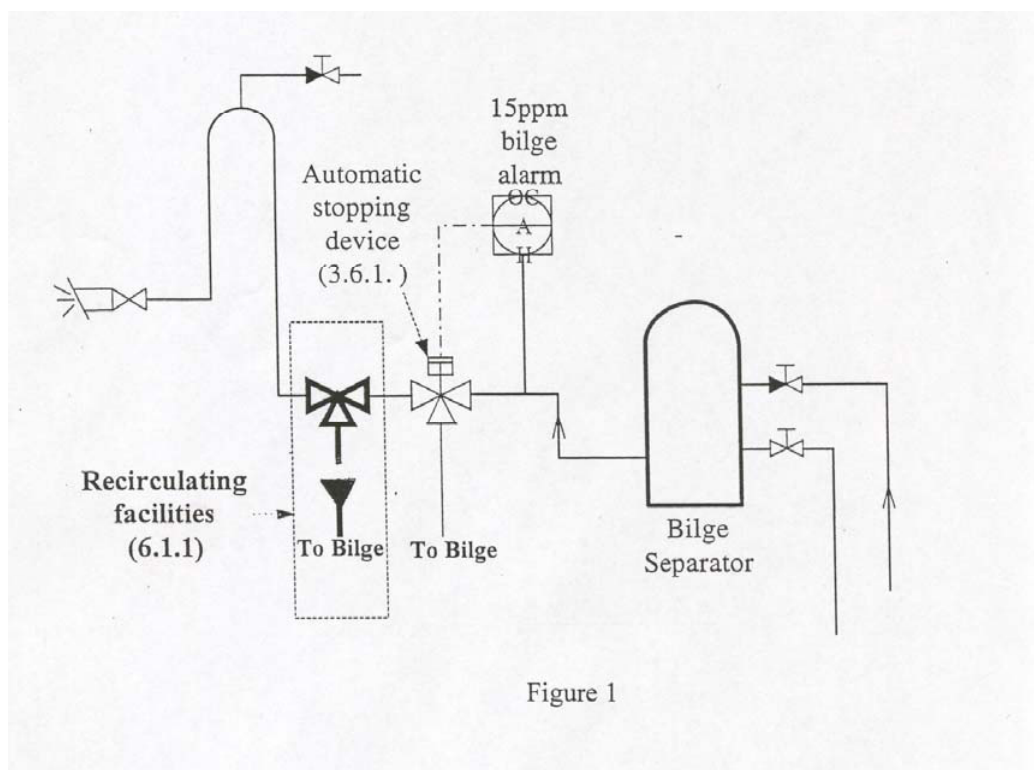 15ppm
bilge
alarm
OC
A
H
Automatic
stopping
device
(3.6.1. )
Recirculating
facilities
(6.1.1)
To Bilge
To Bilge
Bilge
Separator
Figure 1